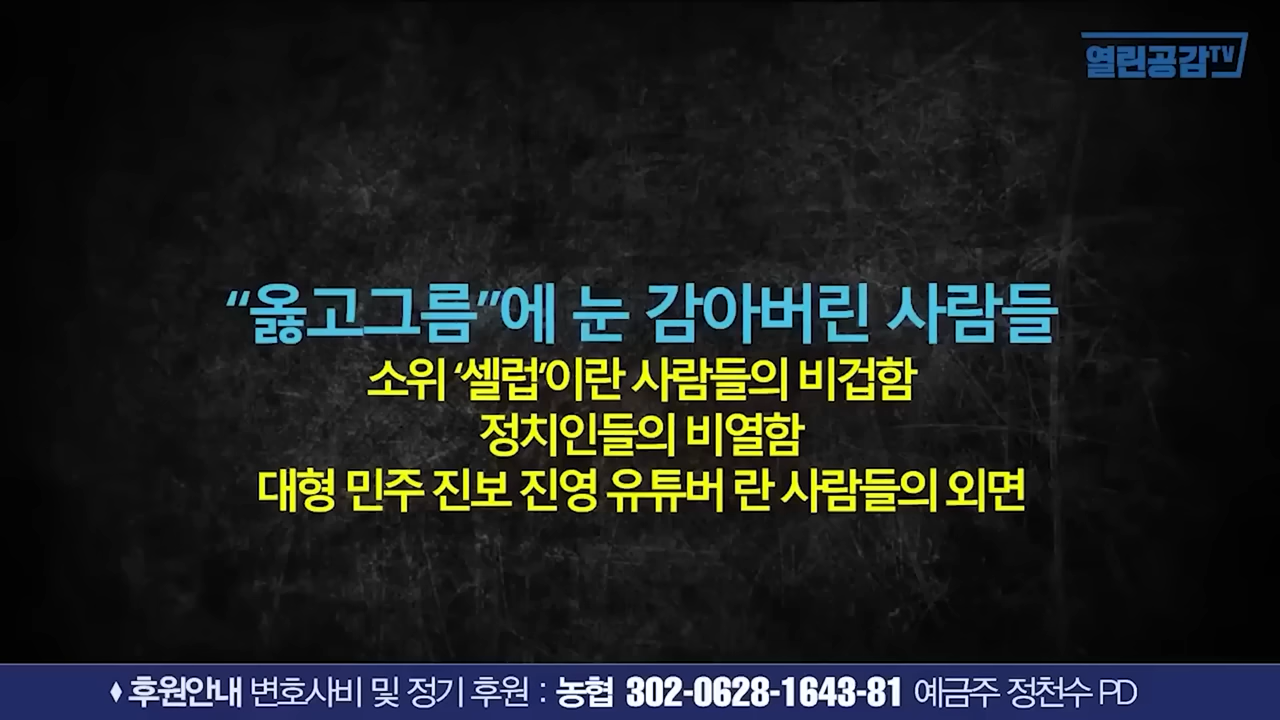 열린공감TV
“옳고그름”에 눈 감아버린 사람들
소위 ‘셀럽’이란 사람들의 비겁함
정치인들의 비열함
대형 민주 진보 진영 유튜버 란 사람들의 외면
♦ 후원안내 변호사비 및 정기 후원 : 농협 302-0628-1643-81 예금주 정천수 PD